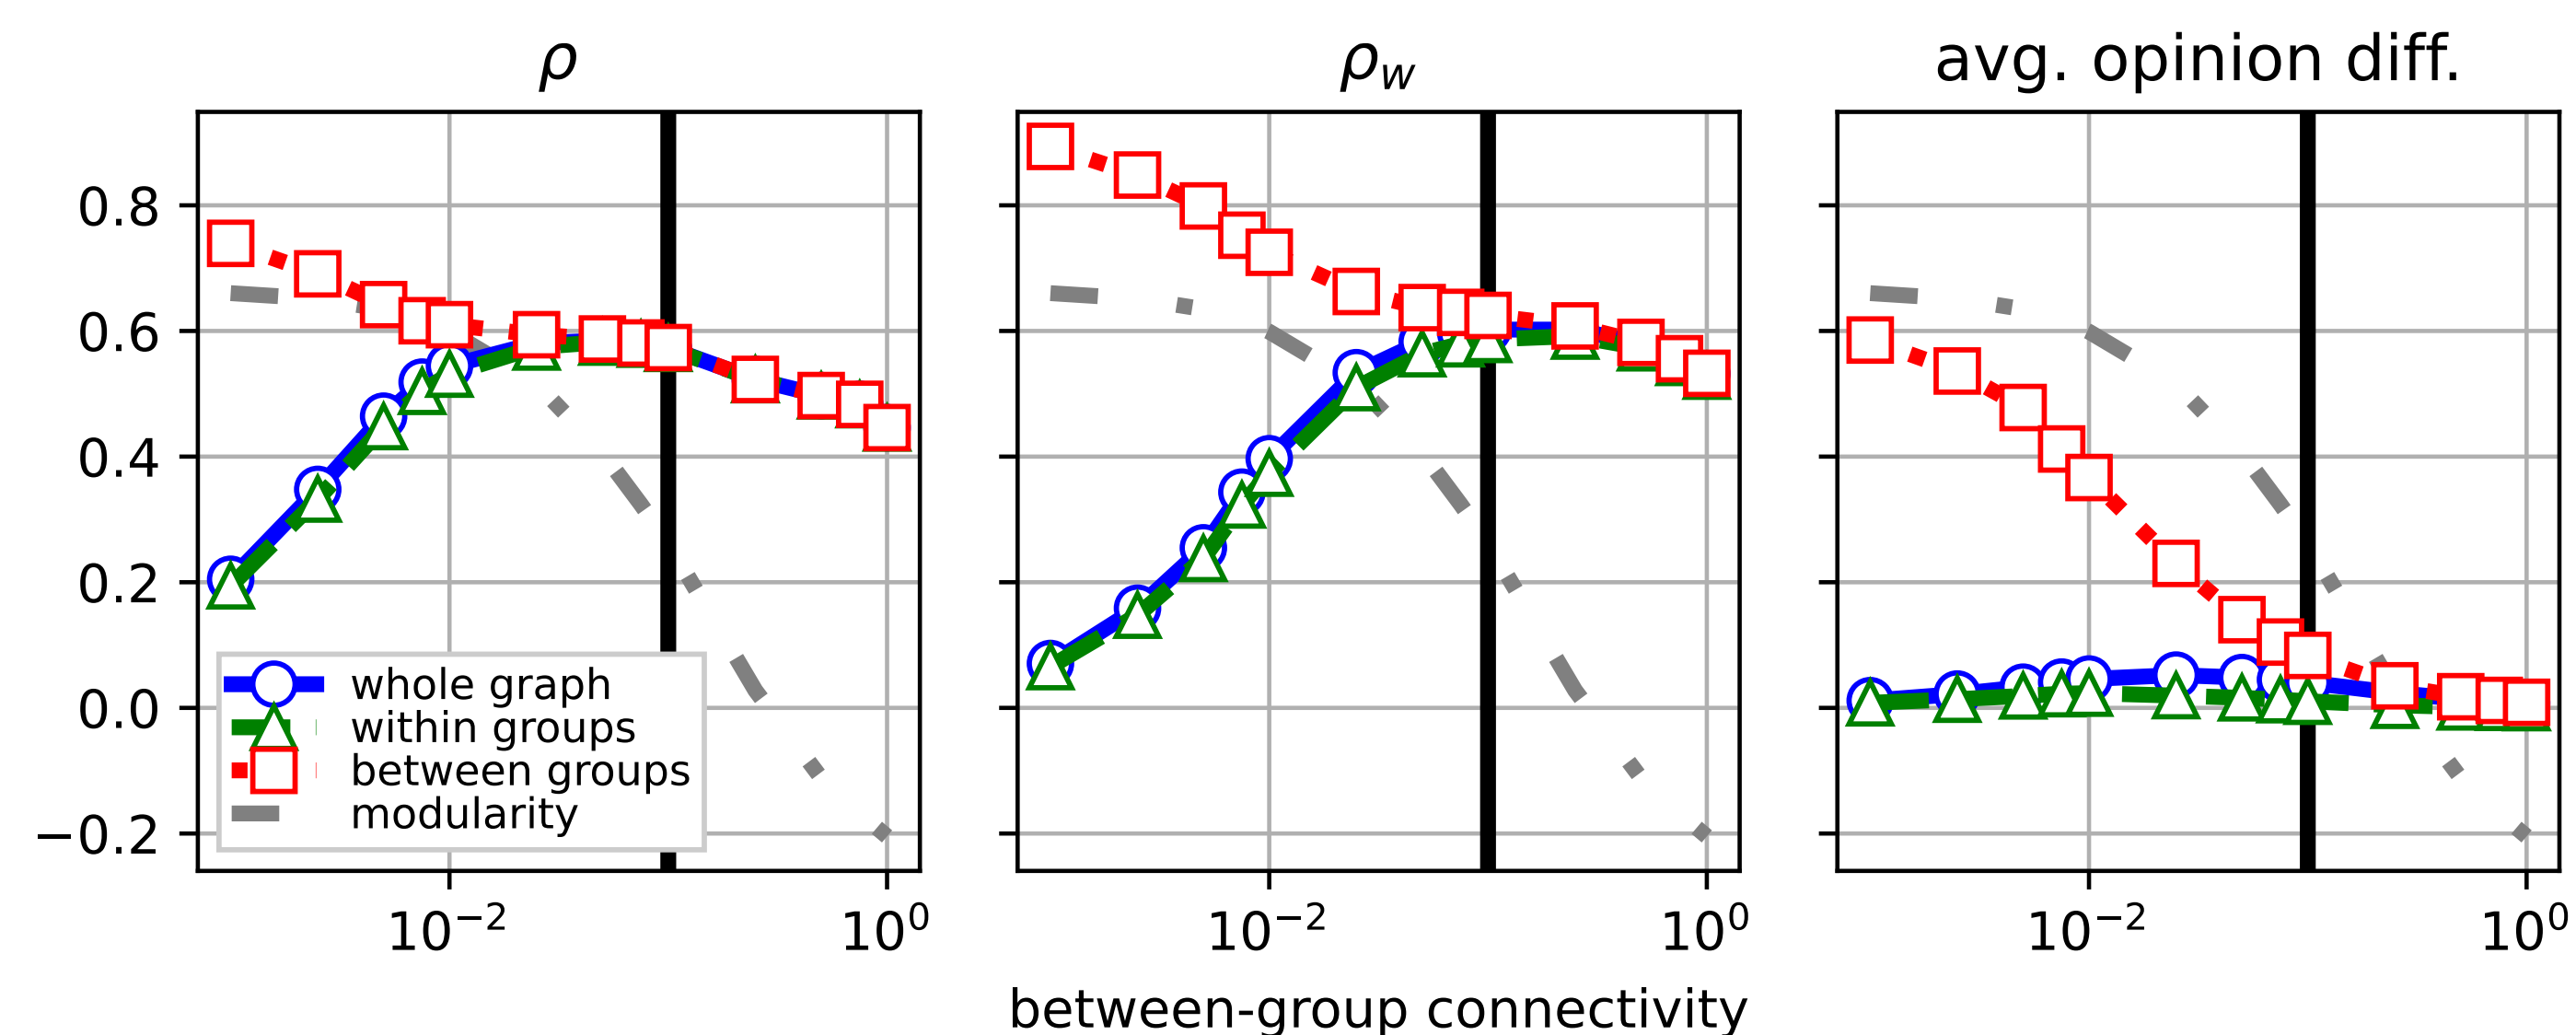 ρ
ρw
avg. opinion diff.
0.8
0.6
0.4
0.2
0.0
−0.2
whole graph
within groups
between groups
modularity
10⁻²
10⁰
10⁻²
10⁰
10⁻²
10⁰
between-group connectivity